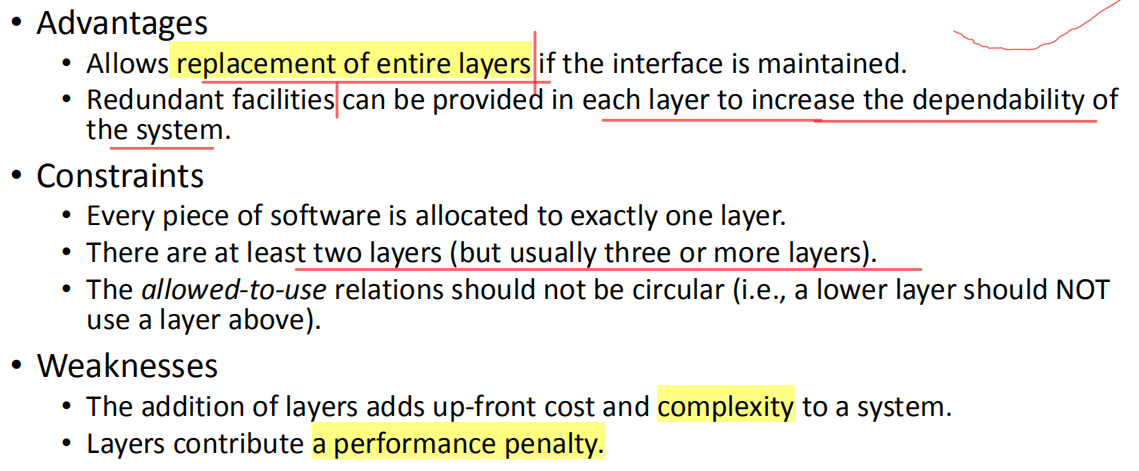 • Advantages
• Allows replacement of entire layers if the interface is maintained.
• Redundant facilities can be provided in each layer to increase the dependability of
the system.
• Constraints
• Every piece of software is allocated to exactly one layer.
• There are at least two layers (but usually three or more layers).
• The allowed-to-use relations should not be circular (i.e., a lower layer should NOT
use a layer above).
• Weaknesses
• The addition of layers adds up-front cost and complexity to a system.
• Layers contribute a performance penalty.